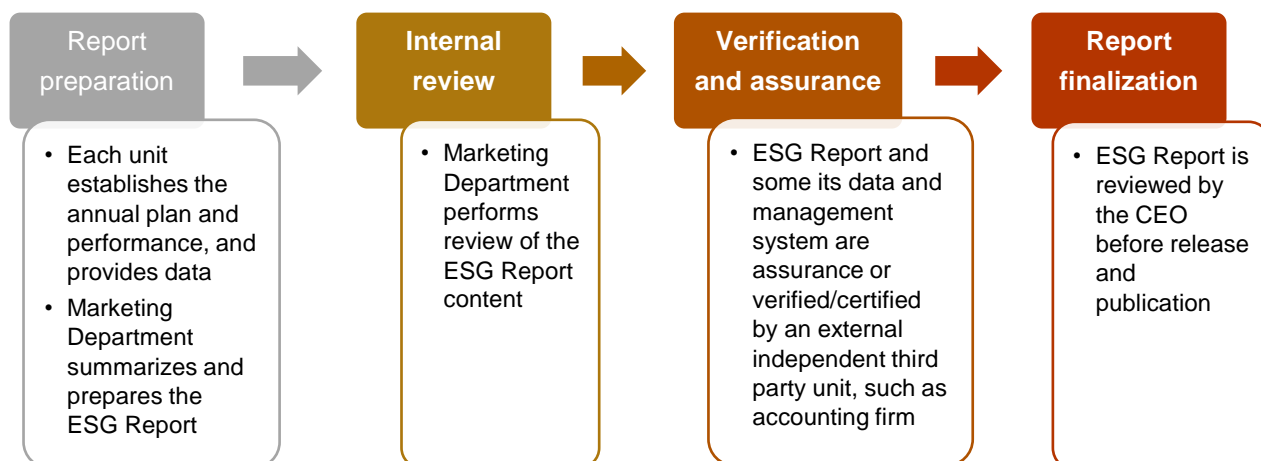 Report
preparation
• Each unit
establishes the
annual plan and
performance, and
provides data
• Marketing
Department
summarizes and
prepares the
ESG Report
Internal
review
• Marketing
Department
performs
review of the
ESG Report
content
Verification
and assurance
• ESG Report and
some its data and
management
system are
assurance or
verified/certified
by an external
independent third
party unit, such as
accounting firm
Report
finalization
• ESG Report is
reviewed by
the CEO
before release
and
publication